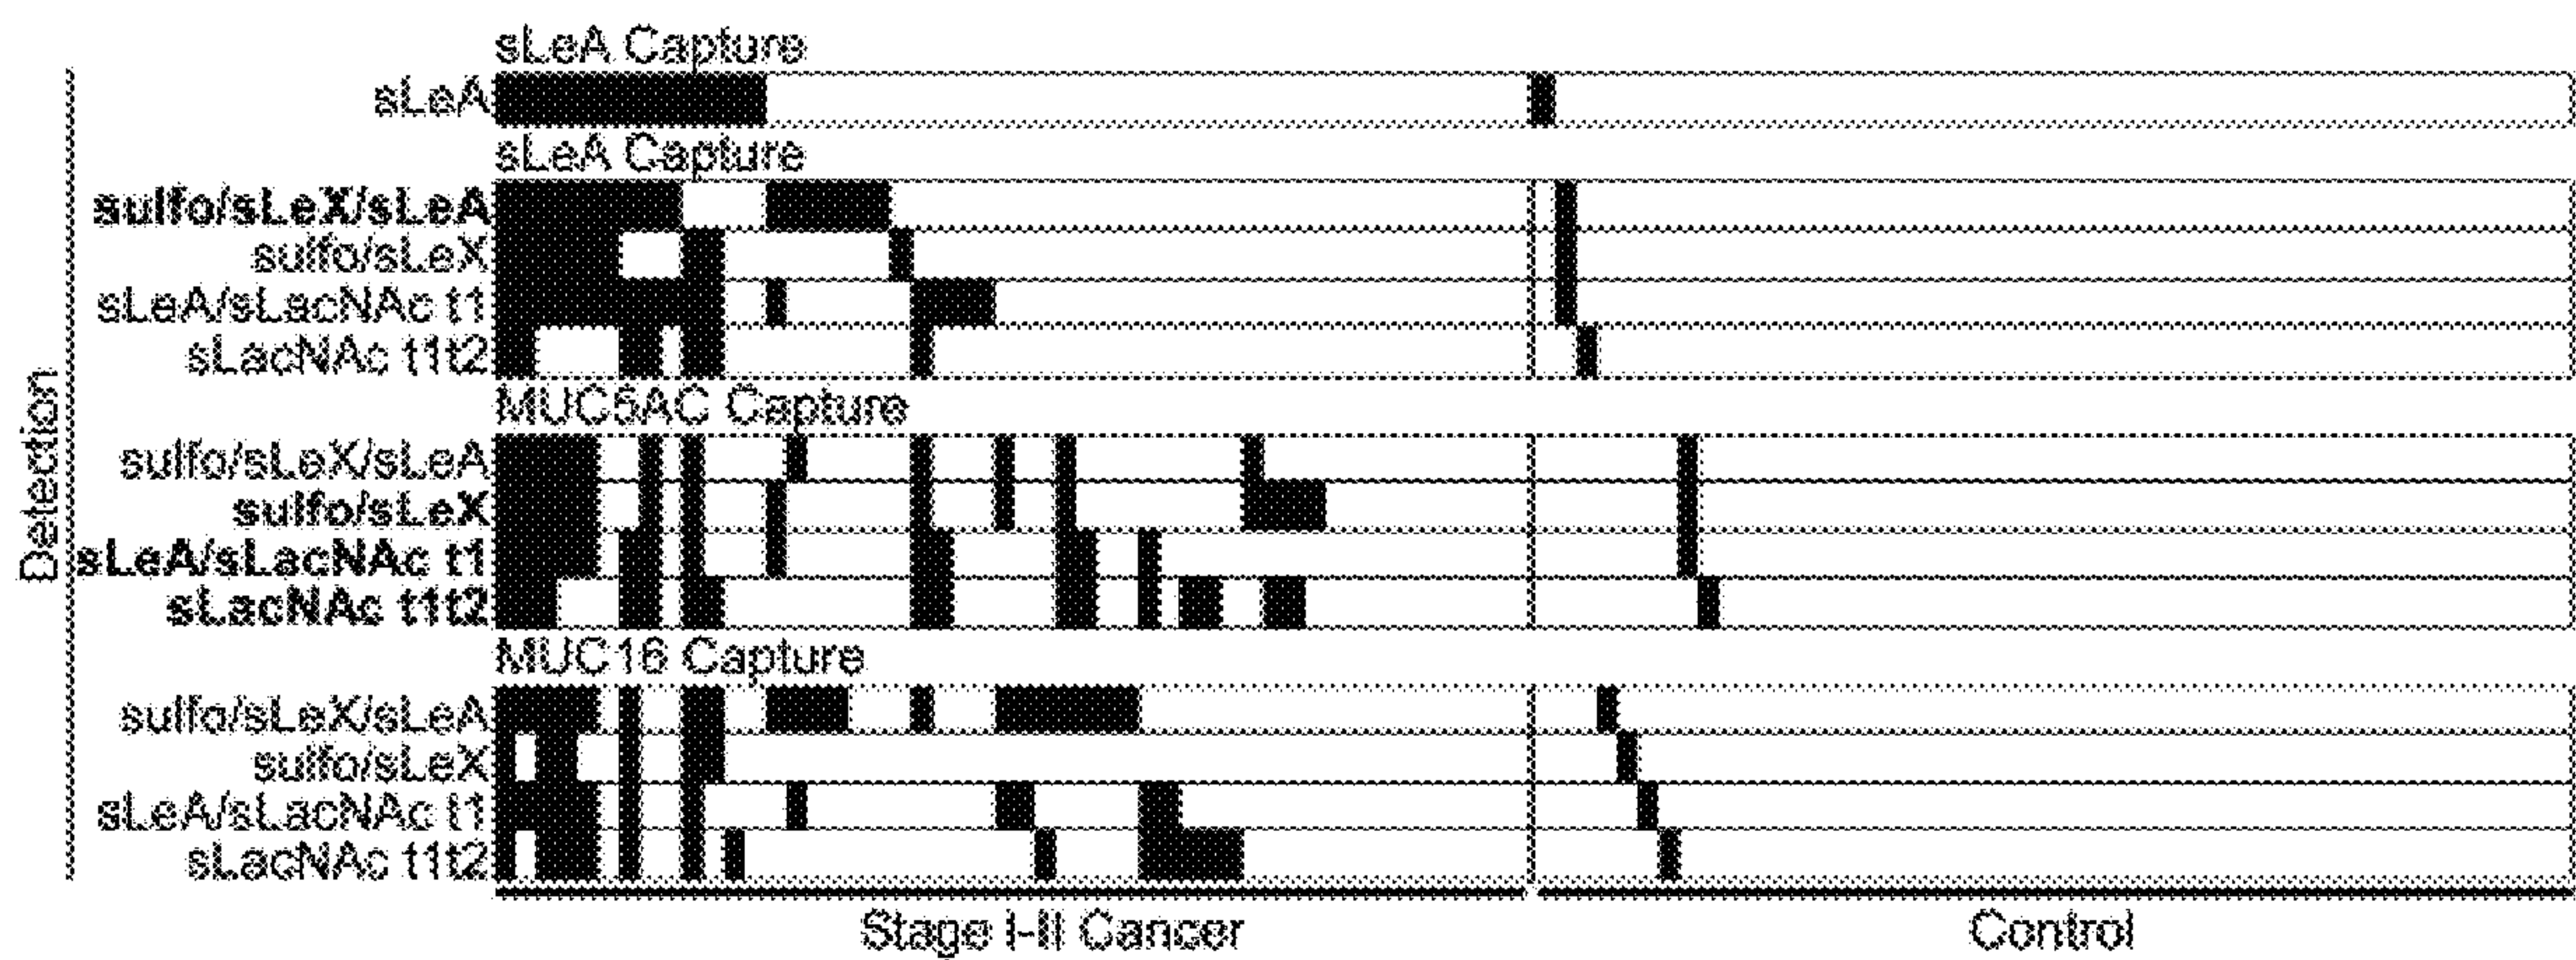 sLeA Capture
sLeA
sLeA Capture
sulfo/sLeX/sLeA
sulfo/sLeX
sLeA/sLacNAc t1
sLacNAc t1t2
MUC5AC Capture
sulfo/sLeX/sLeA
sulfo/sLeX
sLeA/sLacNAc t1
sLacNAc t1t2
MUC16 Capture
sulfo/sLeX/sLeA
sulfo/sLeX
sLeA/sLacNAc t1
sLacNAc t1t2
Detection
Stage I-II Cancer
Control